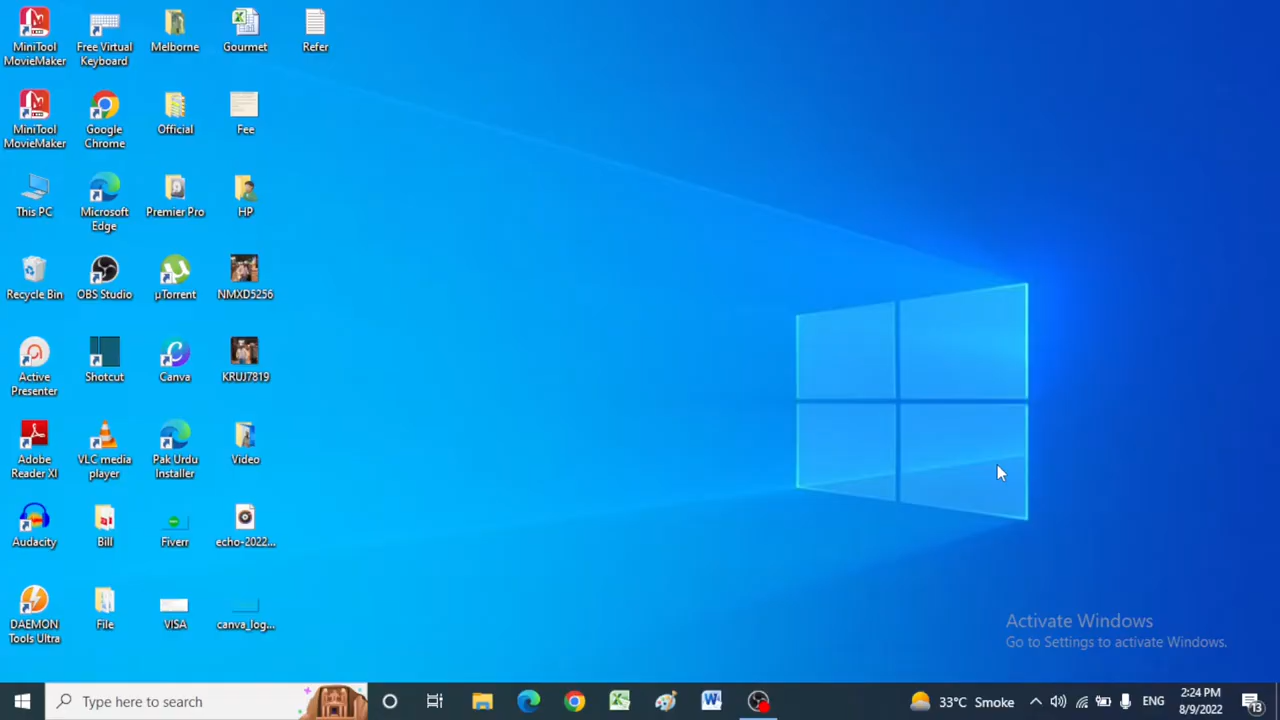 MiniTool
MovieMaker
Free Virtual
Keyboard
Melborne
Gourmet
Refer
MiniTool
MovieMaker
Google
Chrome
Official
Fee
This PC
Microsoft
Edge
Premier Pro
HP
Recycle Bin
OBS Studio
µTorrent
NMXD5256
Active
Presenter
Shotcut
Canva
KRUJ7819
Adobe
Reader XI
VLC media
player
Pak Urdu
Installer
Video
Audacity
Bill
Fiverr
echo-2022...
DAEMON
Tools Ultra
File
VISA
canva_log...
Activate Windows
Go to Settings to activate Windows.
Type here to search
33°C Smoke
ENG
2:24 PM
8/9/2022
13